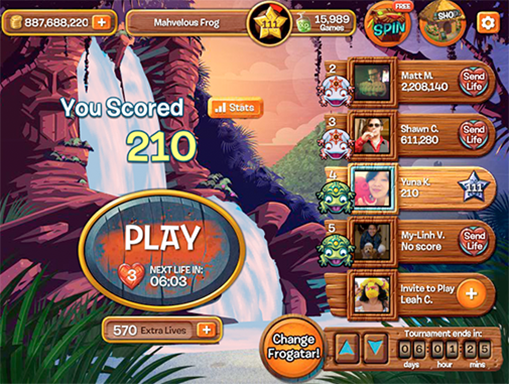 887,688,220 +
Mahvelous Frog
111
15,989
Games
FREE
SPIN
SHO
You Scored
Stats
210
PLAY
3
NEXT LIFE IN:
06:03
570 Extra Lives +
2
Matt M.
2,208,140
Send
Life
3
Shawn C.
611,280
Send
Life
4
Yuna K.
210
111
5
My-Linh V.
No score
Send
Life
Invite to Play
Leah C.
+
Change
Frogatar!
Tournament ends in:
06 01 25
days hour mins